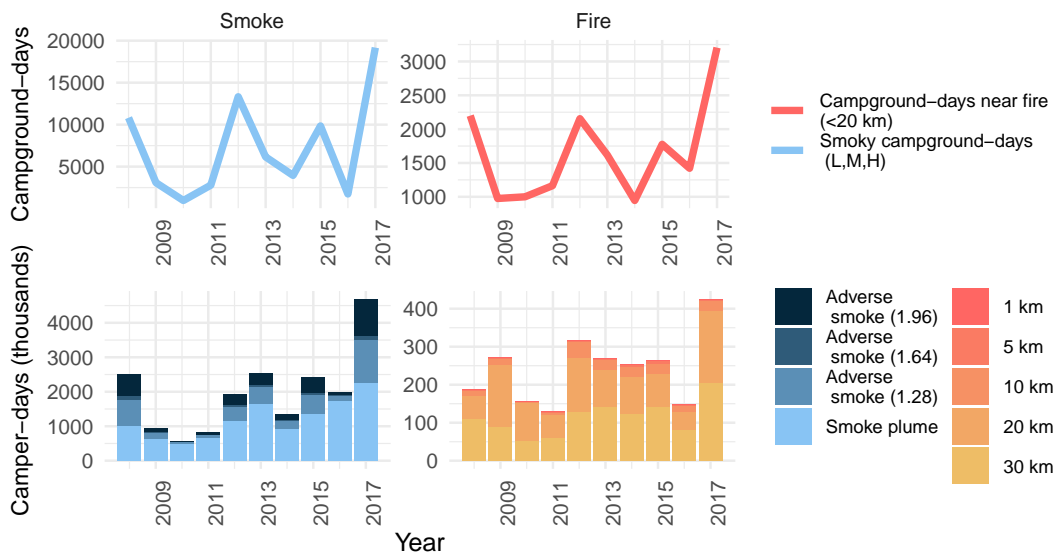 Smoke
Fire
Campground−days
20000
15000
10000
5000
2009
2011
2013
2015
2017
3000
2500
2000
1500
1000
2009
2011
2013
2015
2017
Campground−days near fire
(<20 km)
Smoky campground−days
(L,M,H)
Camper−days (thousands)
4000
3000
2000
1000
0
2009
2011
2013
2015
2017
400
300
200
100
0
2009
2011
2013
2015
2017
Year
Adverse
smoke (1.96)
Adverse
smoke (1.64)
Adverse
smoke (1.28)
Smoke plume
1 km
5 km
10 km
20 km
30 km